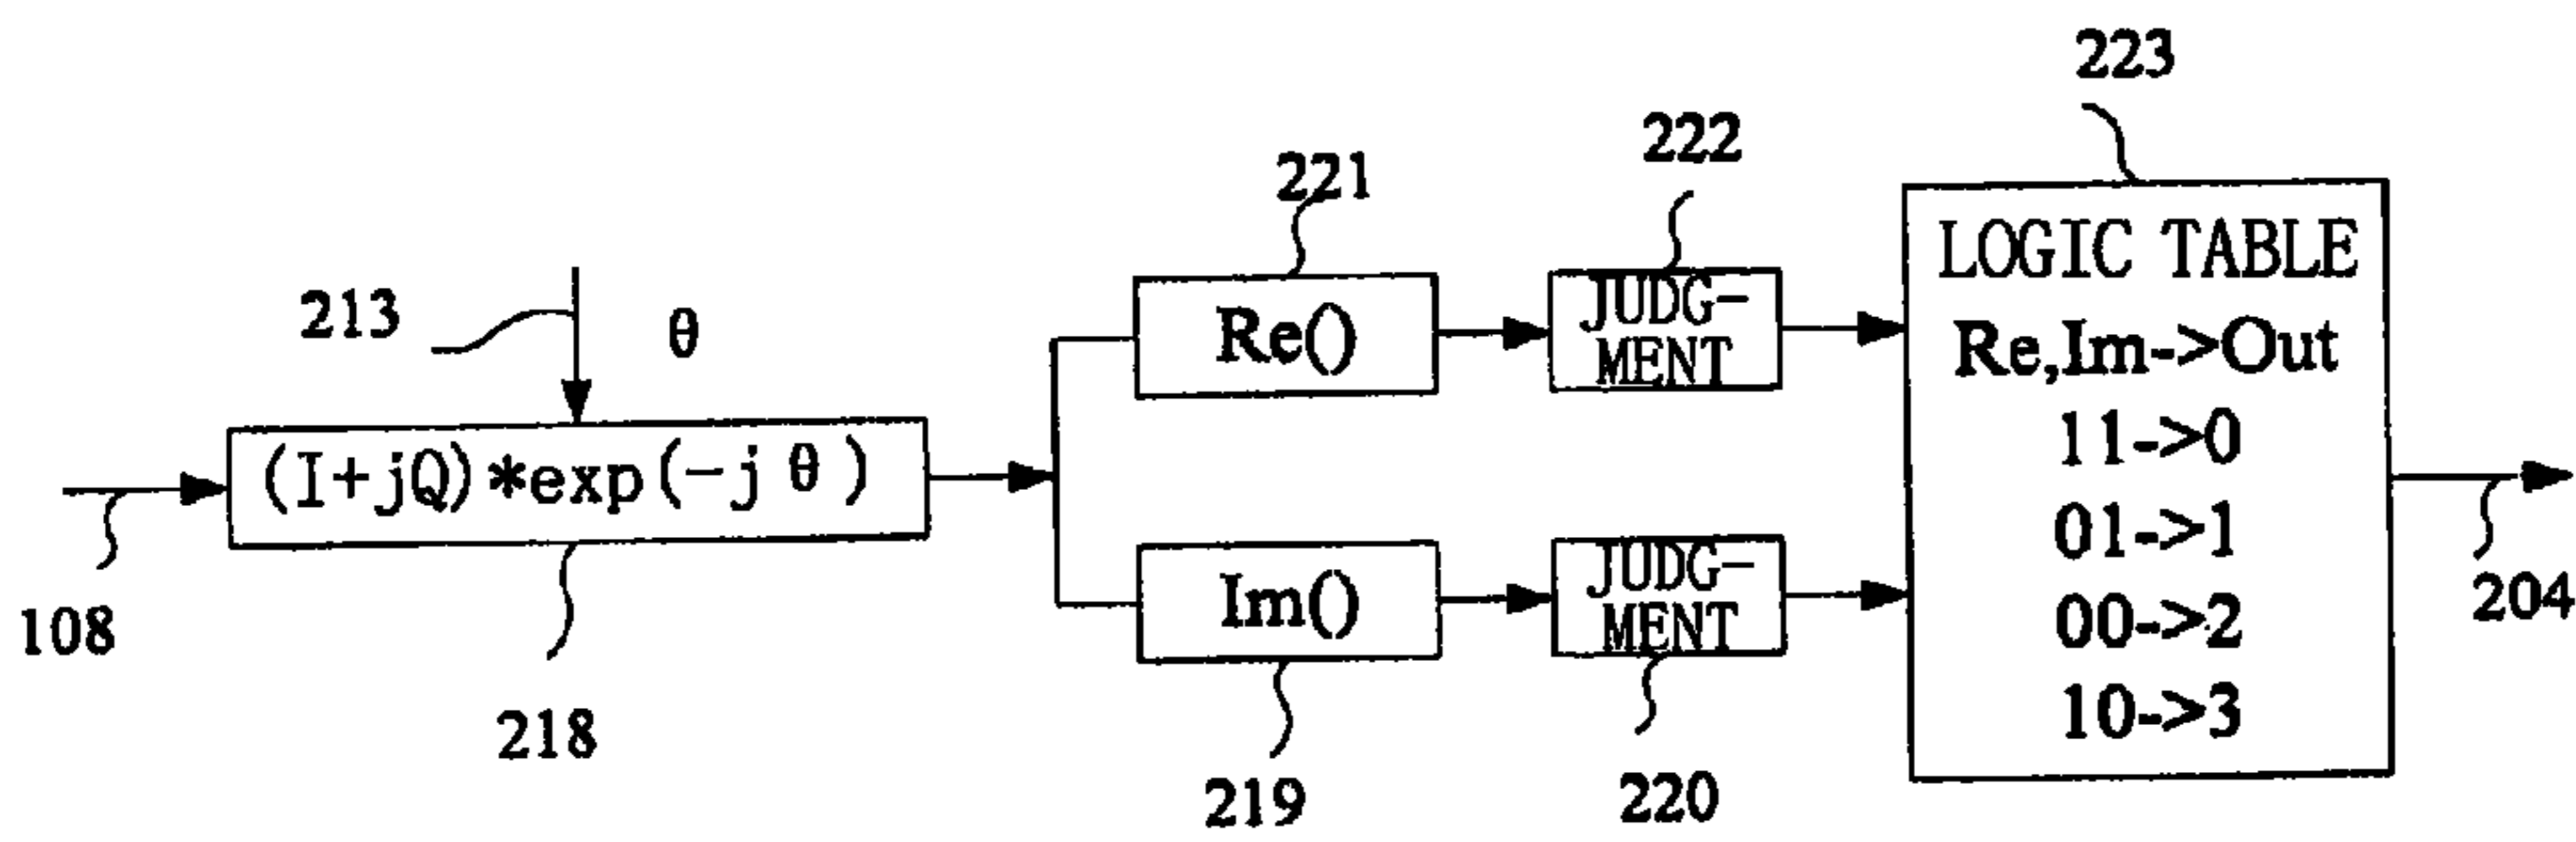 223
222
221
213
θ
LOGIC TABLE
Re,Im->Out
11->0
01->1
00->2
10->3
Re()
JUDG-
MENT
(I+jQ)*exp(-jθ)
Im()
JUDG-
MENT
108
204
218
219
220